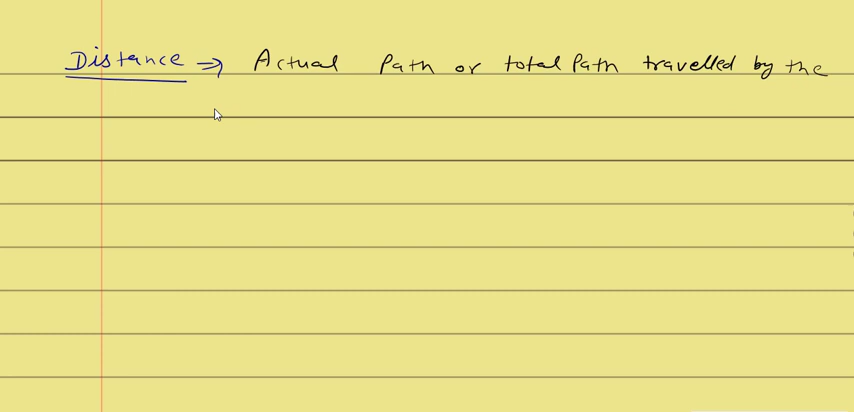 Distance → Actual Path or total Path travelled by the